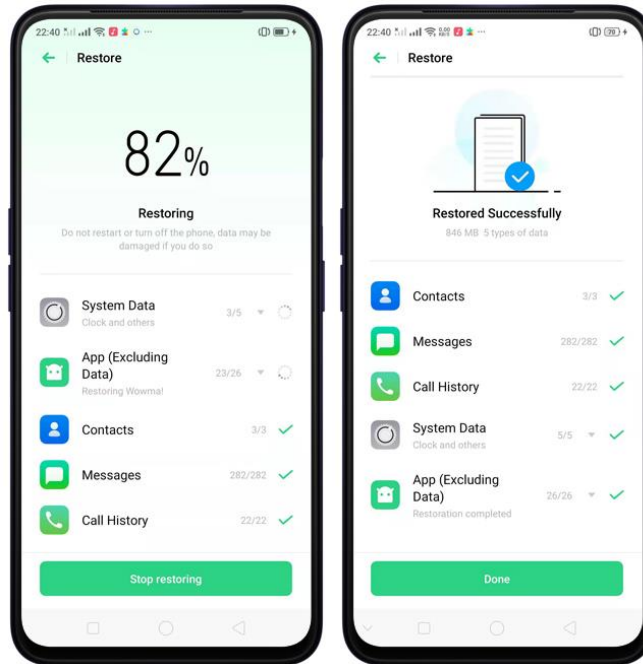 22:40
Restore
82%
Restoring
Do not restart or turn off the phone, data may be
damaged if you do so
System Data
Clock and others
3/5
App (Excluding
Data)
Restoring Wowma!
23/26
Contacts
3/3
Messages
282/282
Call History
22/22
Stop restoring
22:40
70
Restore
Restored Successfully
846 MB 5 types of data
Contacts
3/3
Messages
282/282
Call History
22/22
System Data
Clock and others
5/5
App (Excluding
Data)
Restoration completed
26/26
Done